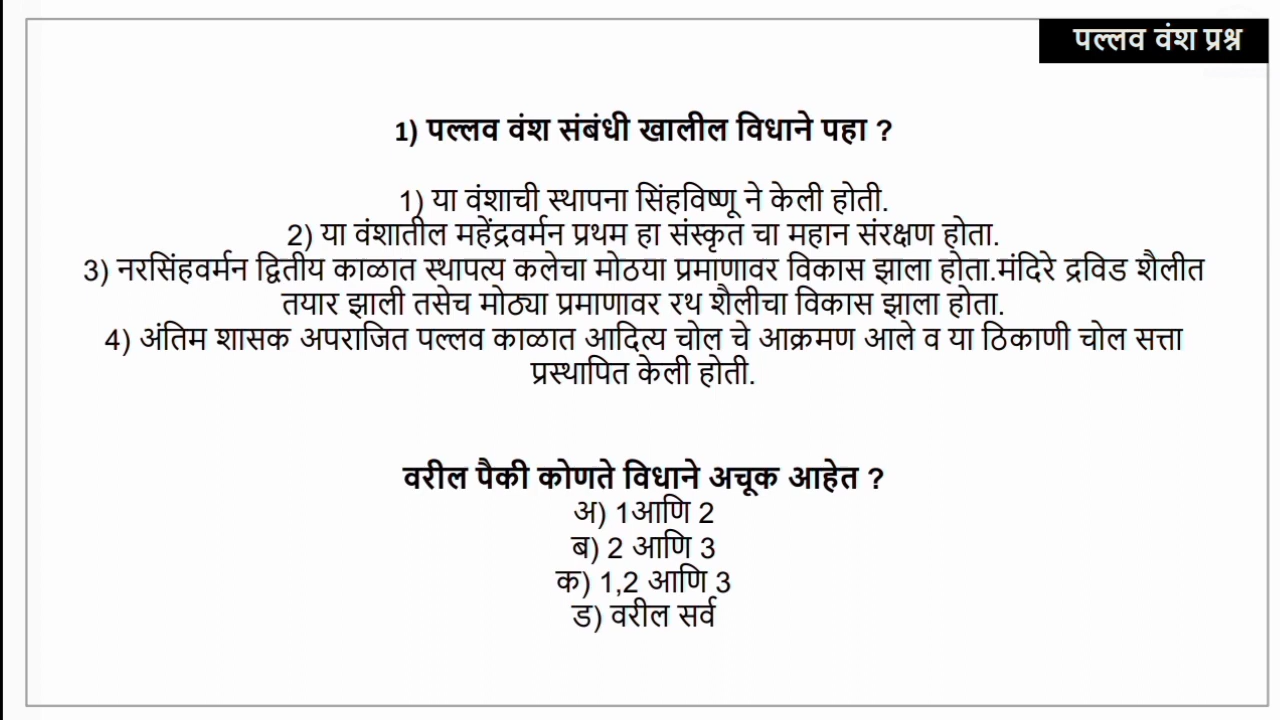 पल्लव वंश प्रश्न
1) पल्लव वंश संबंधी खालील विधाने पहा ?
1) या वंशाची स्थापना सिंहविष्णू ने केली होती.
2) या वंशातील महेंद्रवर्मन प्रथम हा संस्कृत चा महान संरक्षण होता.
3) नरसिंहवर्मन द्वितीय काळात स्थापत्य कलेचा मोठया प्रमाणावर विकास झाला होता.मंदिरे द्रविड शैलीत
तयार झाली तसेच मोठ्या प्रमाणावर रथ शैलीचा विकास झाला होता.
4) अंतिम शासक अपराजित पल्लव काळात आदित्य चोल चे आक्रमण आले व या ठिकाणी चोल सत्ता
प्रस्थापित केली होती.
वरील पैकी कोणते विधाने अचूक आहेत ?
अ) 1आणि 2
ब) 2 आणि 3
क) 1,2 आणि 3
ड) वरील सर्व